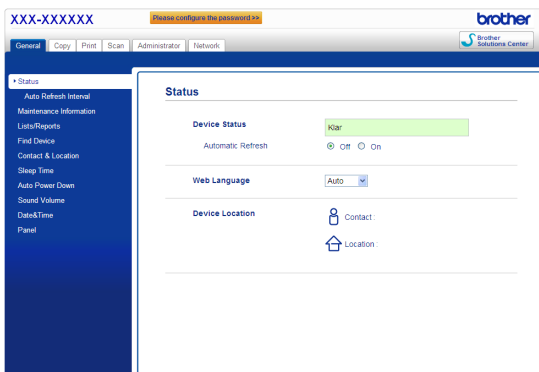 XXX-XXXXXX
Please configure the password >>
brother
General
Copy
Print
Scan
Administrator
Network
Brother
Solutions Center
Status
Auto Refresh Interval
Maintenance Information
Lists/Reports
Find Device
Contact & Location
Sleep Time
Auto Power Down
Sound Volume
Date&Time
Panel
Status
Device Status
Klar
Automatic Refresh
Off
On
Web Language
Auto
Device Location
Contact :
Location :